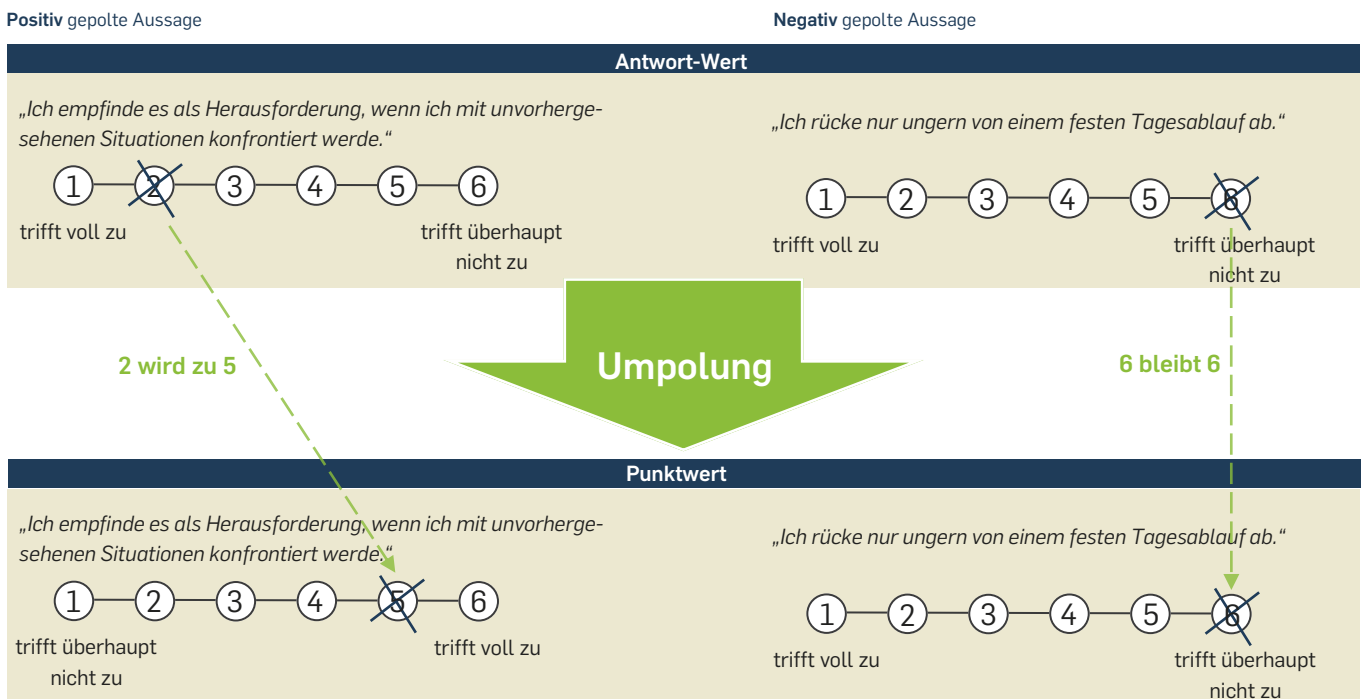 Positiv gepolte Aussage
Negativ gepolte Aussage
Antwort-Wert
„Ich empfinde es als Herausforderung, wenn ich mit unvorherge-
sehenen Situationen konfrontiert werde.“
1 2 3 4 5 6
trifft voll zu
trifft überhaupt
nicht zu
„Ich rücke nur ungern von einem festen Tagesablauf ab.“
1 2 3 4 5 6
trifft voll zu
trifft überhaupt
nicht zu
2 wird zu 5
Umpolung
6 bleibt 6
Punktwert
„Ich empfinde es als Herausforderung, wenn ich mit unvorherge-
sehenen Situationen konfrontiert werde.“
1 2 3 4 5 6
trifft überhaupt
nicht zu
trifft voll zu
„Ich rücke nur ungern von einem festen Tagesablauf ab.“
1 2 3 4 5 6
trifft voll zu
trifft überhaupt
nicht zu